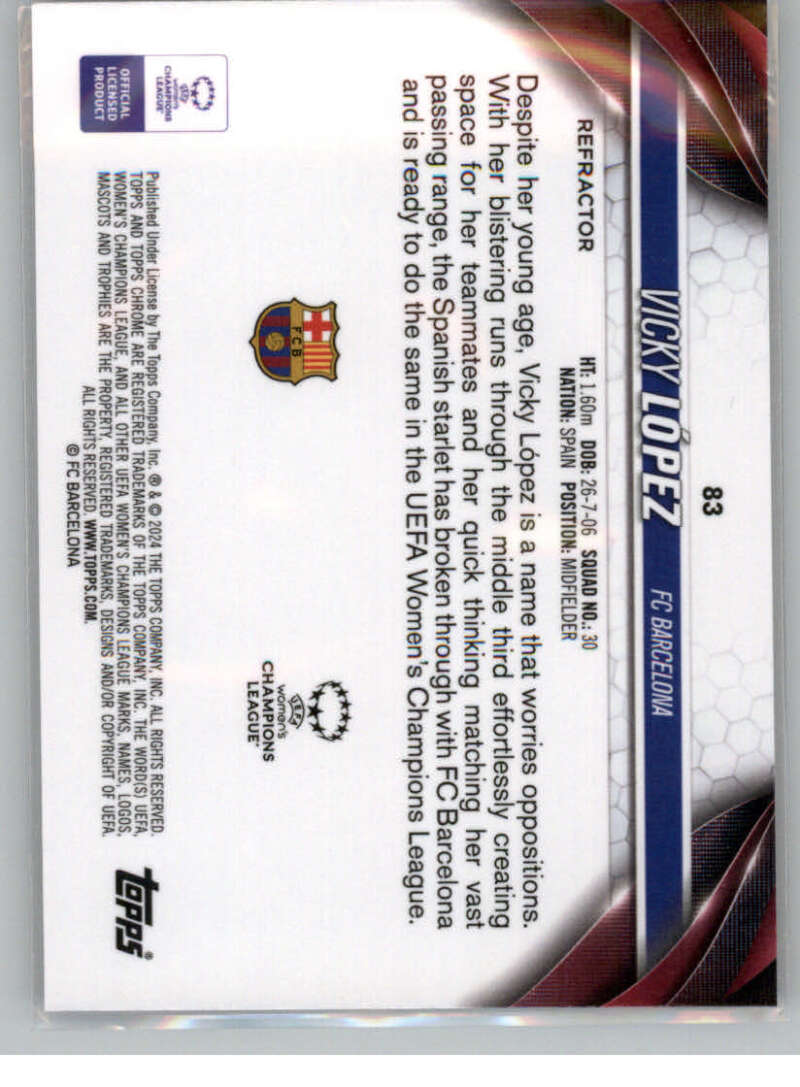 83
VICKY LÓPEZ
FC BARCELONA
HT: 1.60m DOB: 26-7-06 SQUAD NO.: 30
NATION: SPAIN POSITION: MIDFIELDER
REFRACTOR
Despite her young age, Vicky López is a name that worries oppositions.
With her blistering runs through the middle third effortlessly creating
space for her teammates and her quick thinking matching her vast
passing range, the Spanish starlet has broken through with FC Barcelona
and is ready to do the same in the UEFA Women's Champions League.
FCB
UEFA
women's
CHAMPIONS
LEAGUE™
UEFA
women's
CHAMPIONS
LEAGUE™
OFFICIAL
LICENSED
PRODUCT
Published Under License by The Topps Company, Inc. ® & © 2024 THE TOPPS COMPANY, INC. ALL RIGHTS RESERVED.
TOPPS AND TOPPS CHROME ARE REGISTERED TRADEMARKS OF THE TOPPS COMPANY, INC. THE WORD(S) UEFA,
WOMEN'S CHAMPIONS LEAGUE, AND ALL OTHER UEFA WOMEN'S CHAMPIONS LEAGUE MARKS, NAMES, LOGOS,
MASCOTS AND TROPHIES ARE THE PROPERTY, REGISTERED TRADEMARKS, DESIGNS AND/OR COPYRIGHT OF UEFA.
ALL RIGHTS RESERVED. WWW.TOPPS.COM.
© FC BARCELONA
topps®